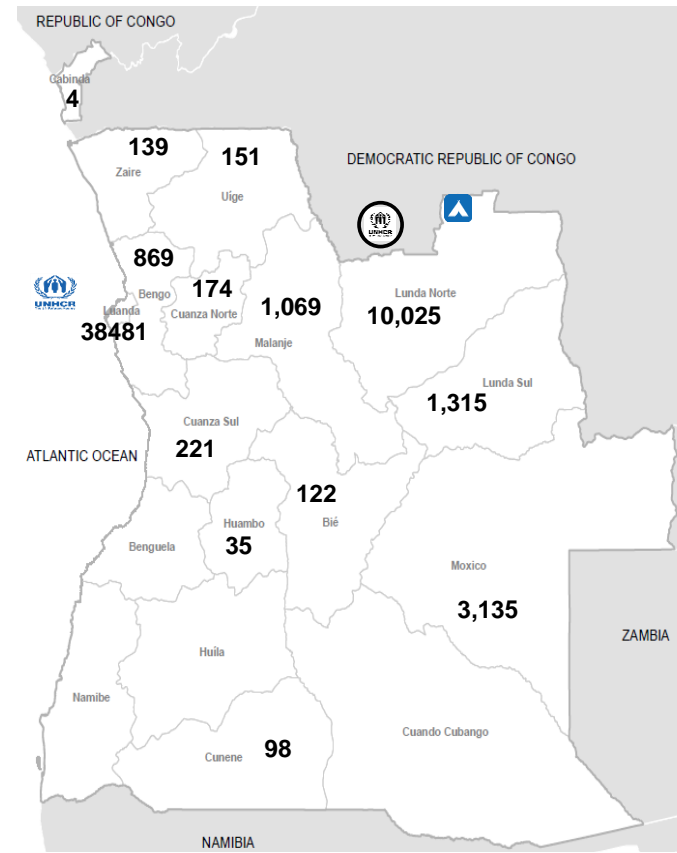 REPUBLIC OF CONGO
Cabinda
4
139
Zaire
151
Uíge
DEMOCRATIC REPUBLIC OF CONGO
UNHCR
869
Bengo
174
Cuanza Norte
1,069
Malanje
Lunda Norte
10,025
UNHCR
Luanda
38481
Lunda Sul
1,315
Cuanza Sul
221
ATLANTIC OCEAN
122
Bié
Huambo
35
Benguela
Moxico
3,135
ZAMBIA
Huíla
Namibe
Cuando Cubango
Cunene
98
NAMIBIA